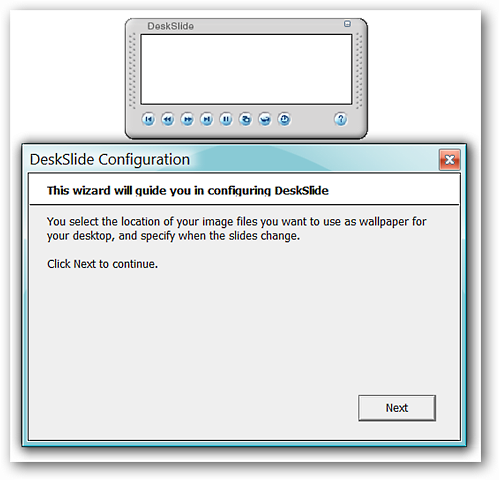 DeskSlide
?
DeskSlide Configuration
This wizard will guide you in configuring DeskSlide
You select the location of your image files you want to use as wallpaper for
your desktop, and specify when the slides change.
Click Next to continue.
Next